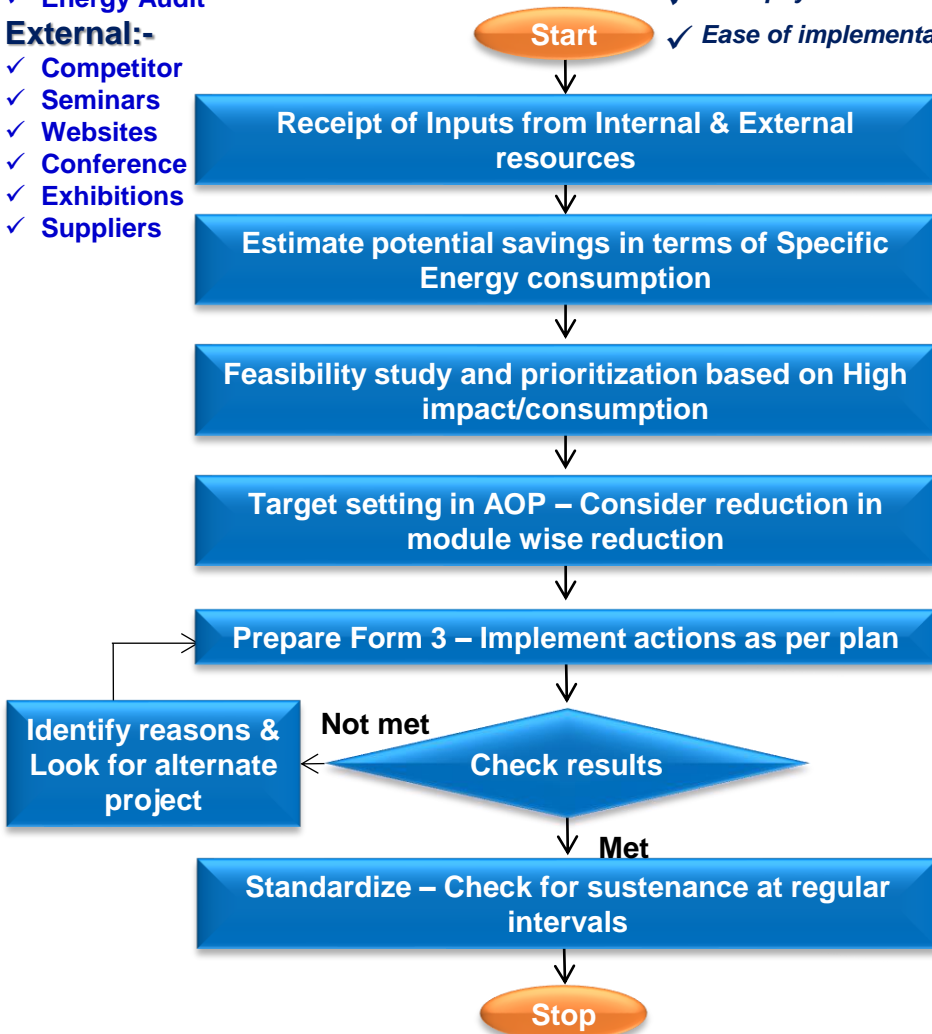 ✓ Energy Audit
External:-
✓ Competitor
✓ Seminars
✓ Websites
✓ Conference
✓ Exhibitions
✓ Suppliers
Start
✓ Ease of implementa
Receipt of Inputs from Internal & External
resources
Estimate potential savings in terms of Specific
Energy consumption
Feasibility study and prioritization based on High
impact/consumption
Target setting in AOP – Consider reduction in
module wise reduction
Prepare Form 3 – Implement actions as per plan
Identify reasons &
Look for alternate
project
Not met
Check results
Met
Standardize – Check for sustenance at regular
intervals
Stop